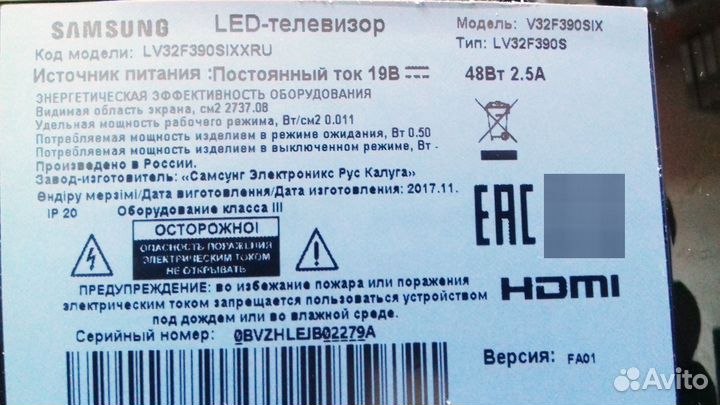 SAMSUNG LED-телевизор Модель: V32F390SIX
Код модели: LV32F390SIXXRU Тип: LV32F390S
Источник питания :Постоянный ток 19В 48Вт 2.5А
ЭНЕРГЕТИЧЕСКАЯ ЭФФЕКТИВНОСТЬ ОБОРУДОВАНИЯ
Видимая область экрана, см2 2737.08
Удельная мощность рабочего режима, Вт/см2 0.011
Потребляемая мощность изделием в режиме ожидания, Вт 0.50
Потребляемая мощность изделием в выключенном режиме, Вт -
Произведено в России.
Завод-изготовитель: «Самсунг Электроникс Рус Калуга»
Өндіру мерзімі/Дата виготовлення/Дата изготовления: 2017.11.
IP 20 Оборудование класса III
EAC
ОСТОРОЖНО!
ОПАСНОСТЬ ПОРАЖЕНИЯ
ЭЛЕКТРИЧЕСКИМ ТОКОМ
НЕ ОТКРЫВАТЬ
ПРЕДУПРЕЖДЕНИЕ: во избежание пожара или поражения
электрическим током запрещается пользоваться устройством
под дождем или во влажной среде.
HDMI
Серийный номер: 0BVZHLEJB02279A
Версия: FA01
Avito